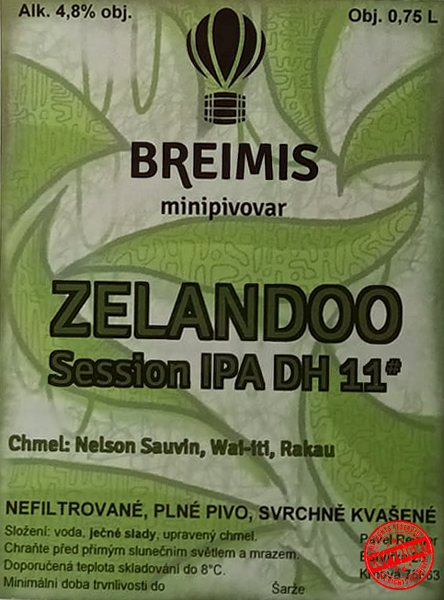 Alk. 4,8% obj.
Obj. 0,75 L
BREIMIS
minipivovar
ZELANDOO
Session IPA DH 11#
Chmel: Nelson Sauvin, Wai-iti, Rakau
NEFILTROVANÉ, PLNÉ PIVO, SVRCHNĚ KVAŠENÉ
Složení: voda, ječné slady, upravený chmel.
Chraňte před přímým slunečním světlem a mrazem.
Doporučená teplota skladování do 8°C.
Minimální doba trvnlivosti do
Šarže
Pavel